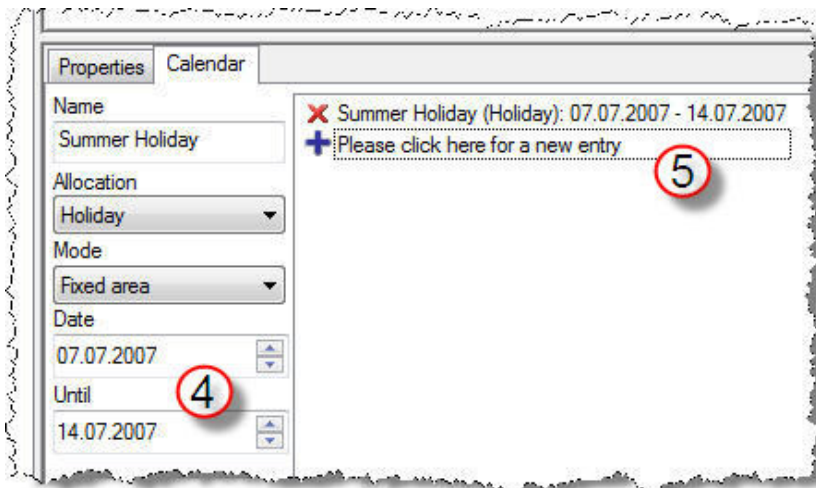 Properties Calendar
Name
Summer Holiday
Allocation
Holiday
Mode
Fixed area
Date
07.07.2007
4
Until
14.07.2007
Summer Holiday (Holiday): 07.07.2007 - 14.07.2007
Please click here for a new entry
5